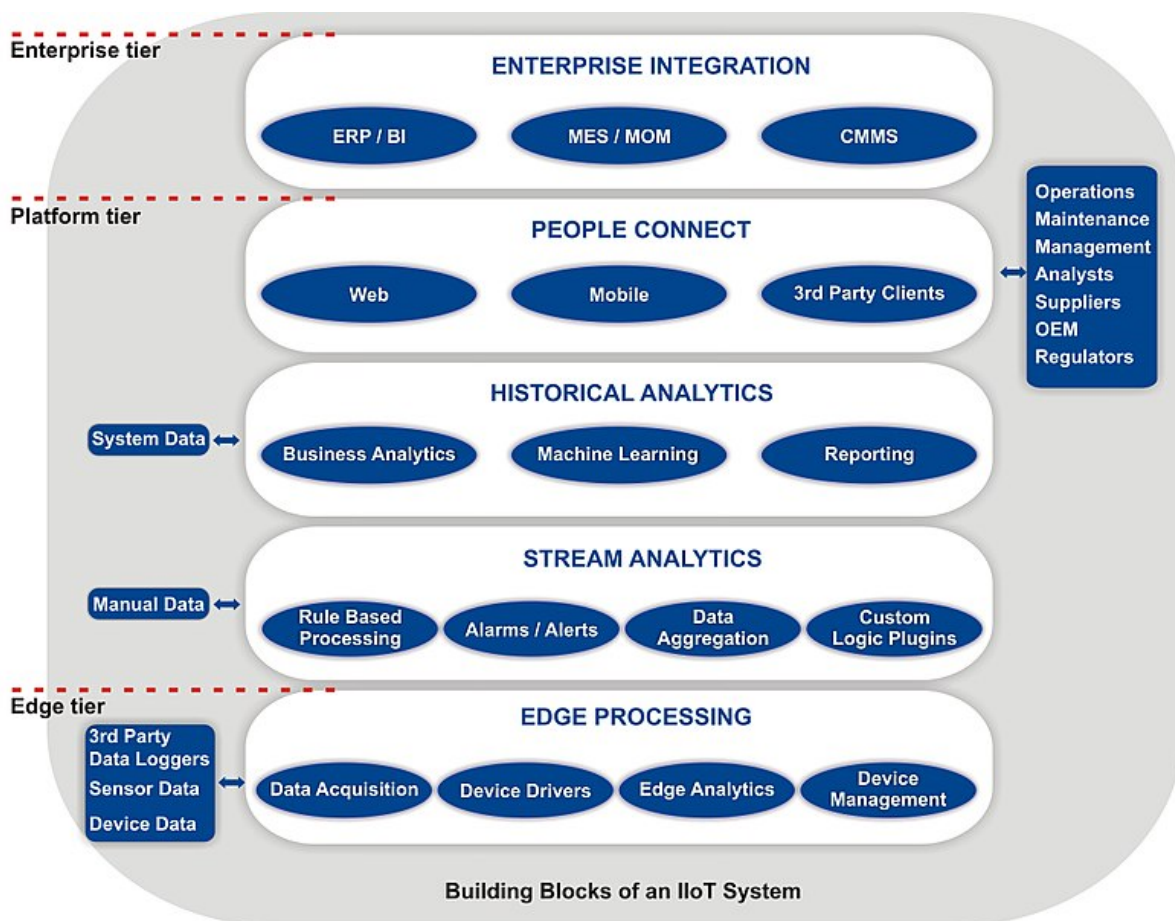 Enterprise tier
ENTERPRISE INTEGRATION
ERP / BI
MES / MOM
CMMS
Platform tier
PEOPLE CONNECT
Web
Mobile
3rd Party Clients
Operations
Maintenance
Management
Analysts
Suppliers
OEM
Regulators
HISTORICAL ANALYTICS
System Data
Business Analytics
Machine Learning
Reporting
STREAM ANALYTICS
Manual Data
Rule Based
Processing
Alarms / Alerts
Data
Aggregation
Custom
Logic Plugins
Edge tier
EDGE PROCESSING
3rd Party
Data Loggers
Sensor Data
Device Data
Data Acquisition
Device Drivers
Edge Analytics
Device
Management
Building Blocks of an IIoT System